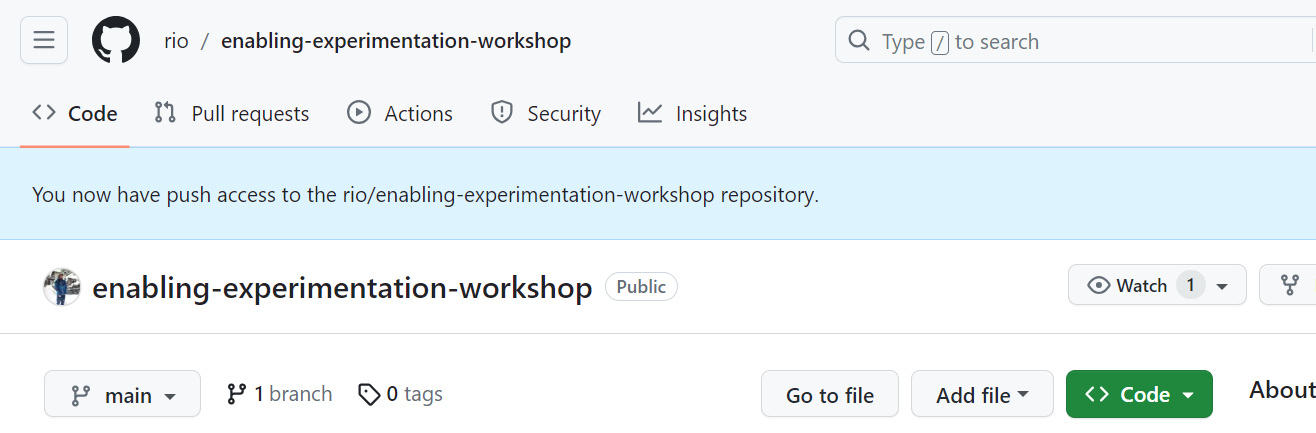 rio / enabling-experimentation-workshop Type / to search
Code Pull requests Actions Security Insights
You now have push access to the rio/enabling-experimentation-workshop repository.
enabling-experimentation-workshop Public Watch 1
main 1 branch 0 tags Go to file Add file Code About